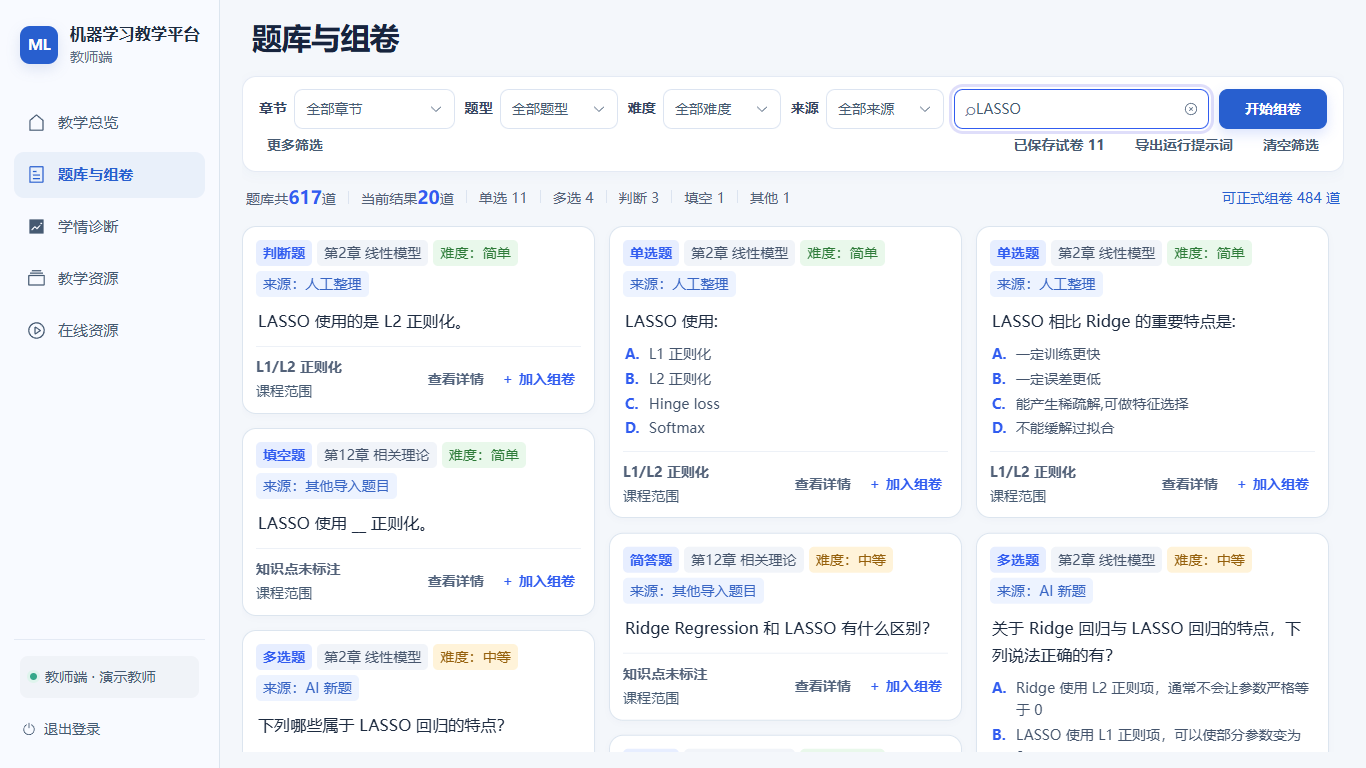 ML
机器学习教学平台
教师端
教学总览
题库与组卷
学情诊断
教学资源
在线资源
教师端 · 演示教师
退出登录
题库与组卷
章节 全部章节 题型 全部题型 难度 全部难度 来源 全部来源 LASSO 开始组卷
更多筛选 已保存试卷 11 导出运行提示词 清空筛选
题库共617道 当前结果20道 单选 11 多选 4 判断 3 填空 1 其他 1 可正式组卷 484 道
判断题 第2章 线性模型 难度：简单
来源：人工整理
LASSO 使用的是 L2 正则化。
L1/L2 正则化
课程范围
查看详情 + 加入组卷
填空题 第12章 相关理论 难度：简单
来源：其他导入题目
LASSO 使用 __ 正则化。
知识点未标注
课程范围
查看详情 + 加入组卷
多选题 第2章 线性模型 难度：中等
来源：AI 新题
下列哪些属于 LASSO 回归的特点？
单选题 第2章 线性模型 难度：简单
来源：人工整理
LASSO 使用:
A. L1 正则化
B. L2 正则化
C. Hinge loss
D. Softmax
L1/L2 正则化
课程范围
查看详情 + 加入组卷
简答题 第12章 相关理论 难度：中等
来源：其他导入题目
Ridge Regression 和 LASSO 有什么区别？
知识点未标注
课程范围
查看详情 + 加入组卷
单选题 第2章 线性模型 难度：简单
来源：人工整理
LASSO 相比 Ridge 的重要特点是:
A. 一定训练更快
B. 一定误差更低
C. 能产生稀疏解,可做特征选择
D. 不能缓解过拟合
L1/L2 正则化
课程范围
查看详情 + 加入组卷
多选题 第2章 线性模型 难度：中等
来源：AI 新题
关于 Ridge 回归与 LASSO 回归的特点，下
列说法正确的有？
A. Ridge 使用 L2 正则项，通常不会让参数严格等
于 0
B. LASSO 使用 L1 正则项，可以使部分参数变为